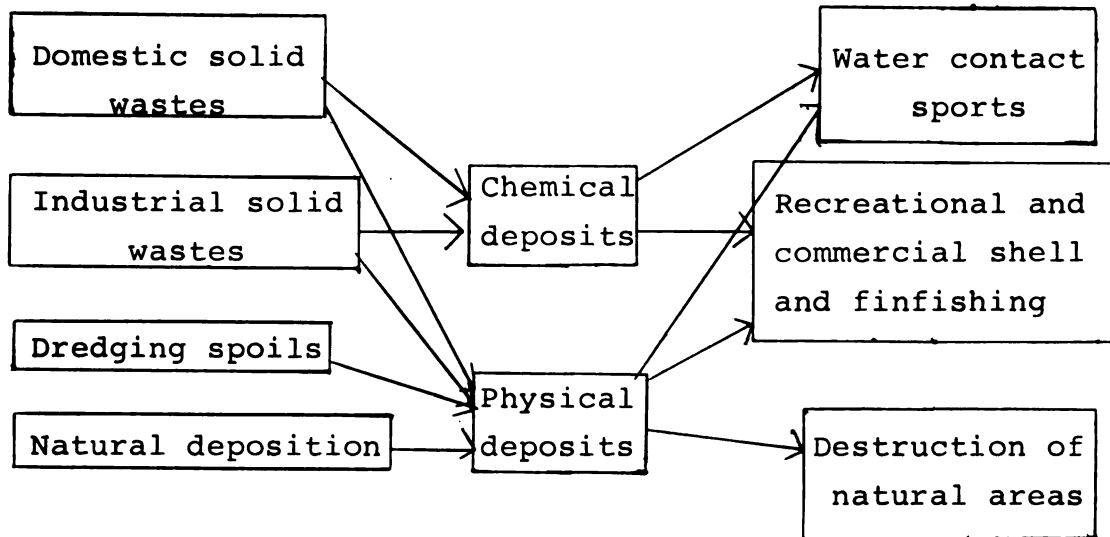 Domestic solid
wastes
Industrial solid
wastes
Dredging spoils
Natural deposition
Chemical
deposits
Physical
deposits
Water contact
sports
Recreational and
commercial shell
and finfishing
Destruction of
natural areas